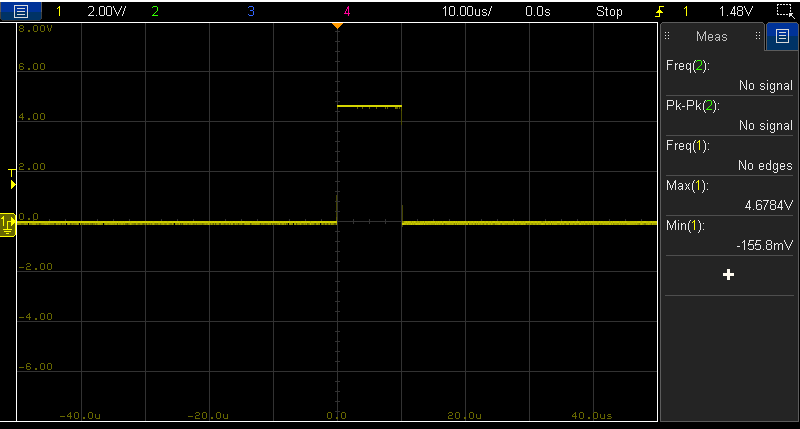 1 2.00V/ 2 3 4 10.00us/ 0.0s Stop 1 1.48V
8.00V
6.00
4.00
2.00
T
0.0
1
-2.00
-4.00
-6.00
-40.0u -20.0u 0.0 20.0u 40.0us
Meas
Freq(2):
No signal
Pk-Pk(2):
No signal
Freq(1):
No edges
Max(1):
4.6784V
Min(1):
-155.8mV